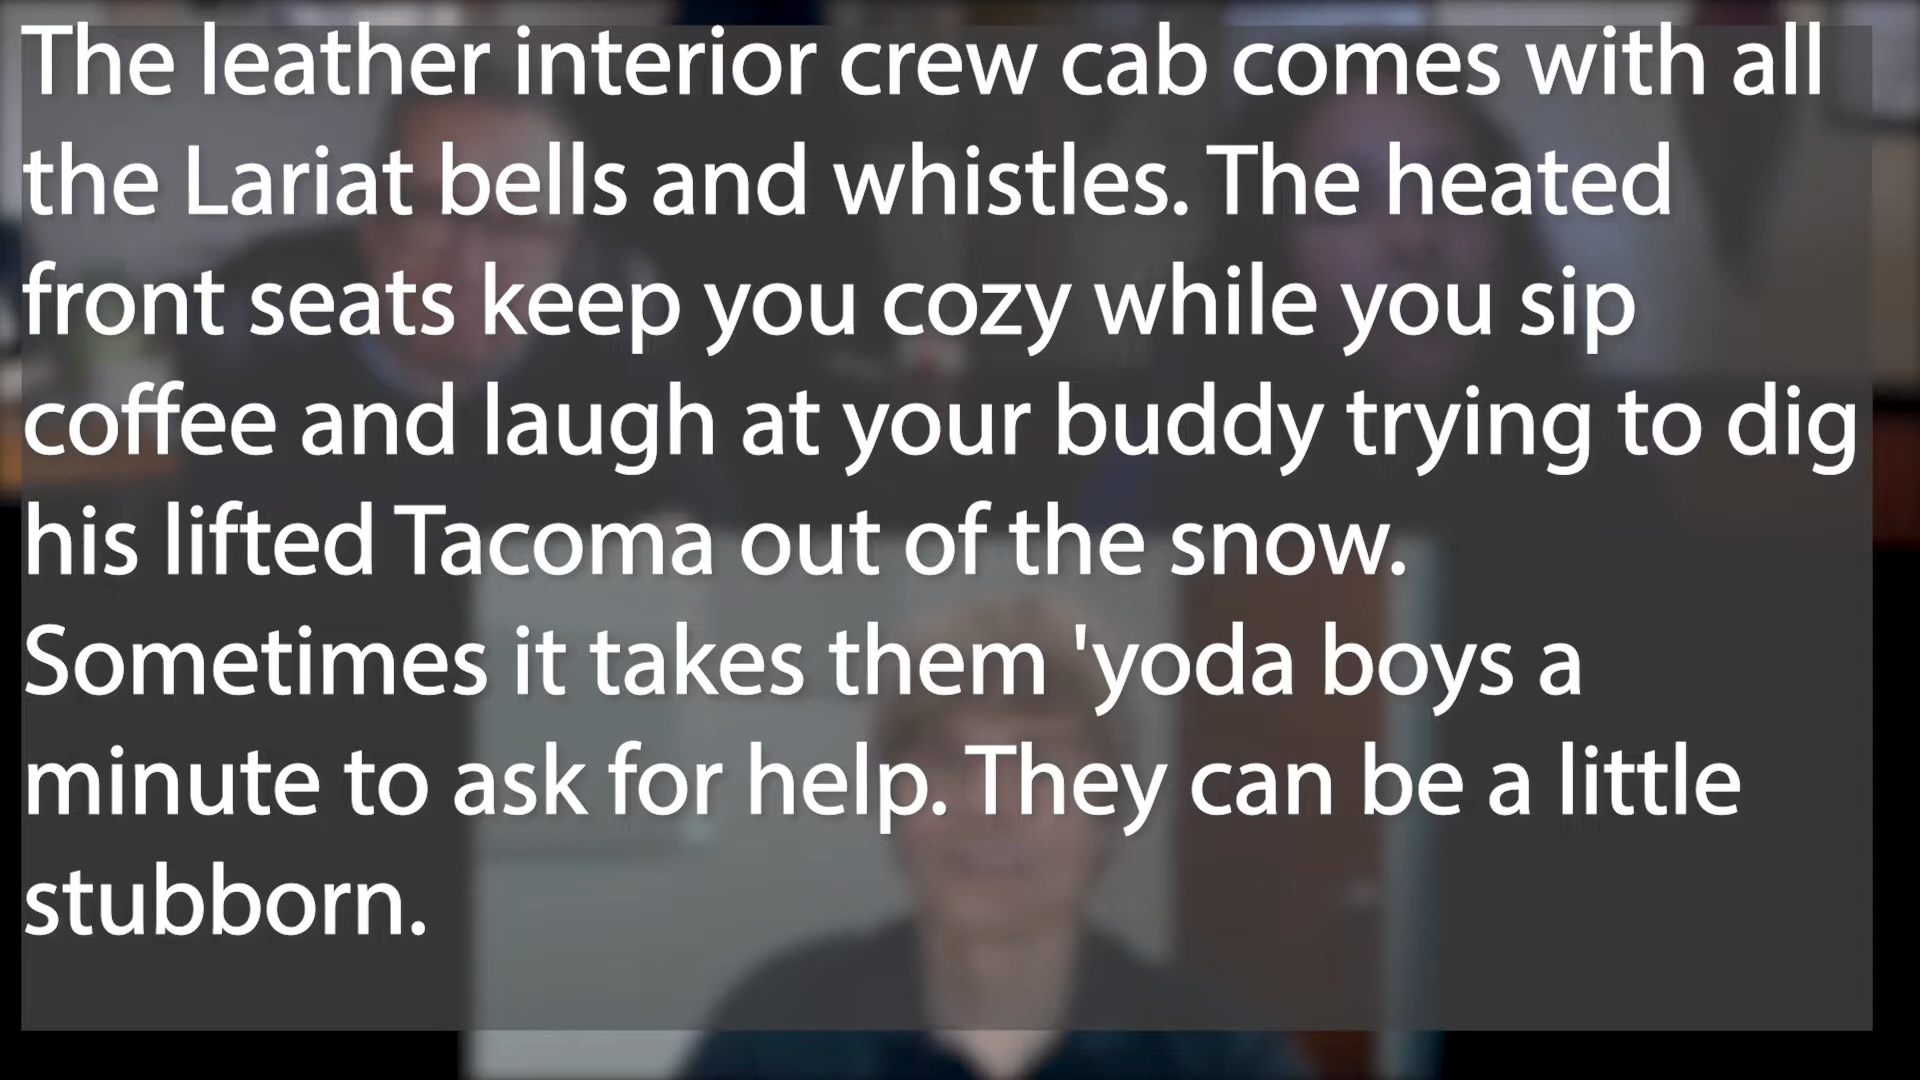 The leather interior crew cab comes with all
the Lariat bells and whistles. The heated
front seats keep you cozy while you sip
coffee and laugh at your buddy trying to dig
his lifted Tacoma out of the snow.
Sometimes it takes them 'yoda boys a
minute to ask for help. They can be a little
stubborn.